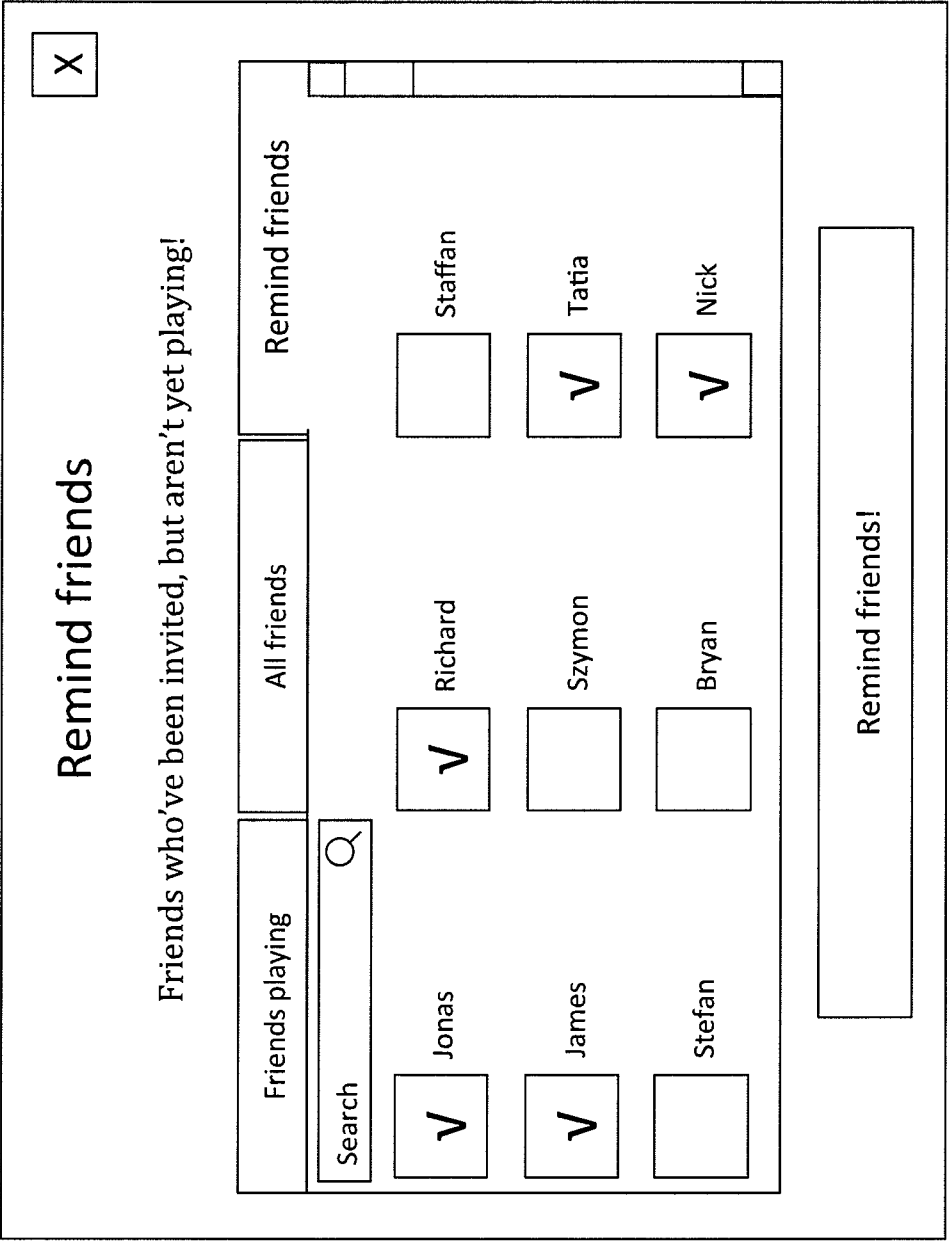 Remind friends
X
Friends who've been invited, but aren't yet playing!
Friends playing
All friends
Remind friends
Search
√ Jonas
√ Richard
Staffan
√ James
Szymon
√ Tatia
Stefan
Bryan
√ Nick
Remind friends!